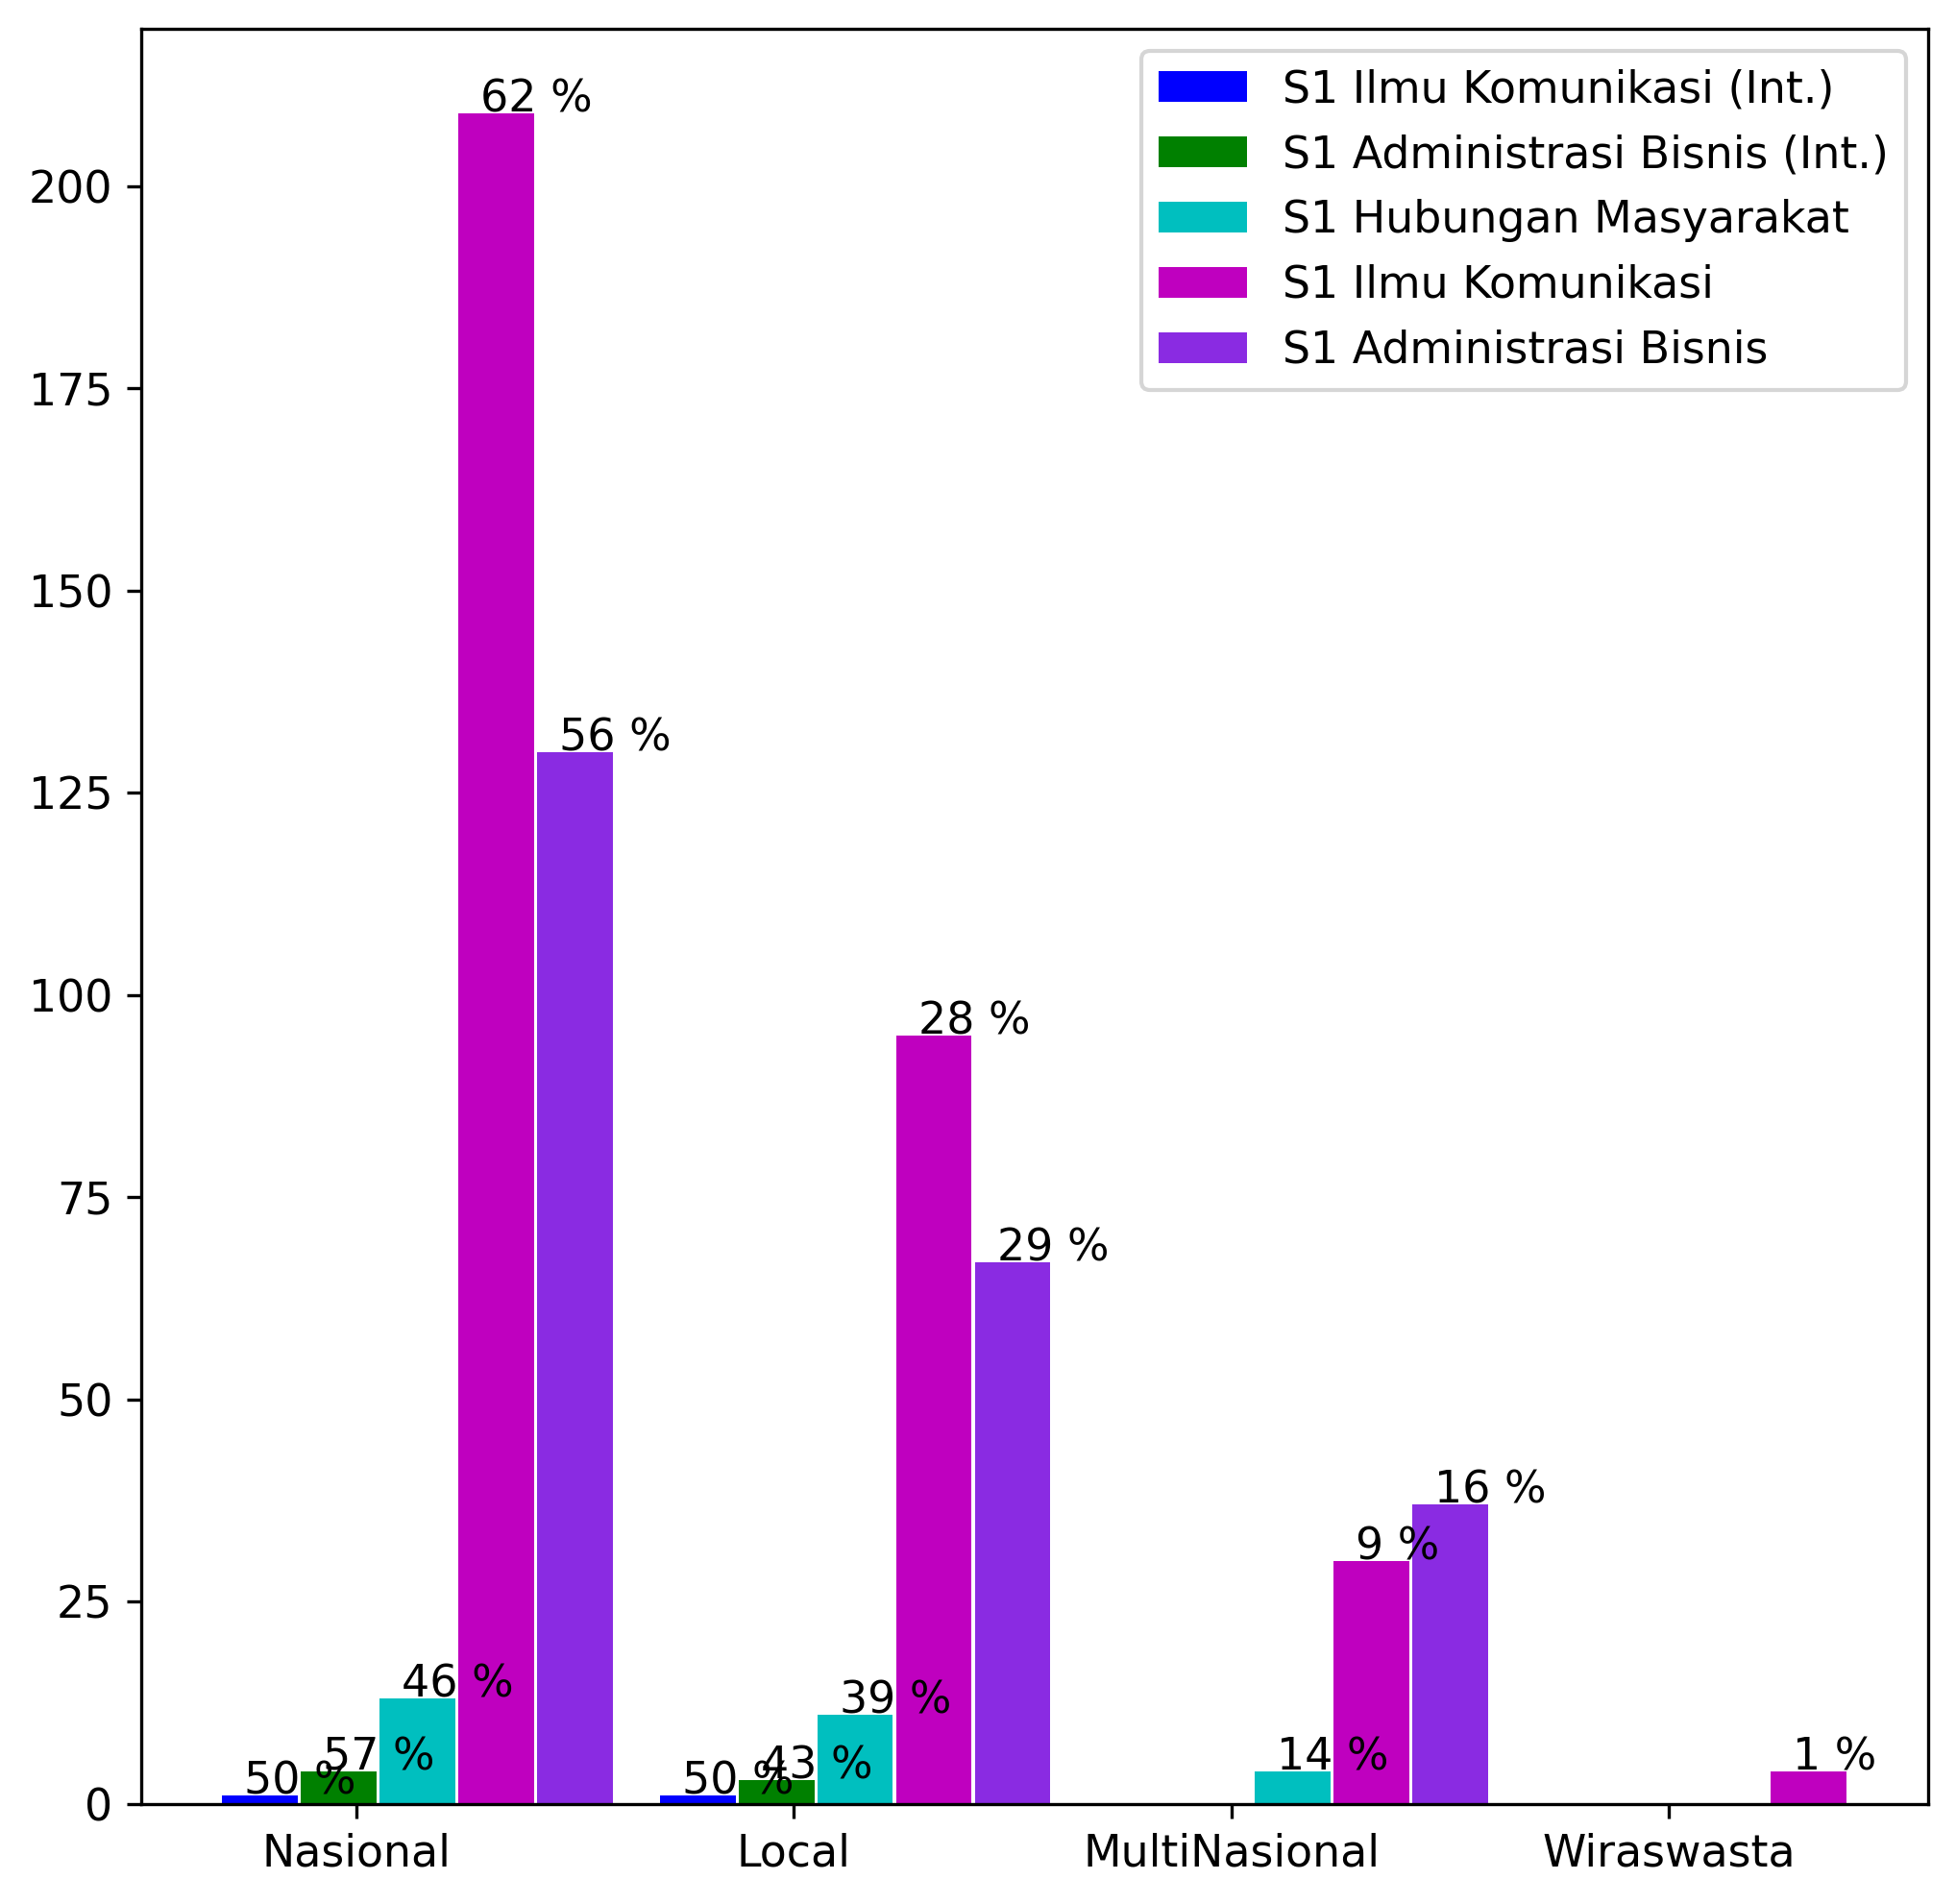 S1 Ilmu Komunikasi (Int.)
S1 Administrasi Bisnis (Int.)
S1 Hubungan Masyarakat
S1 Ilmu Komunikasi
S1 Administrasi Bisnis
200
175
150
125
100
75
50
25
0
62 %
56 %
46 %
57 %
50 %
28 %
29 %
39 %
43 %
50 %
16 %
9 %
14 %
1 %
Nasional
Local
MultiNasional
Wiraswasta